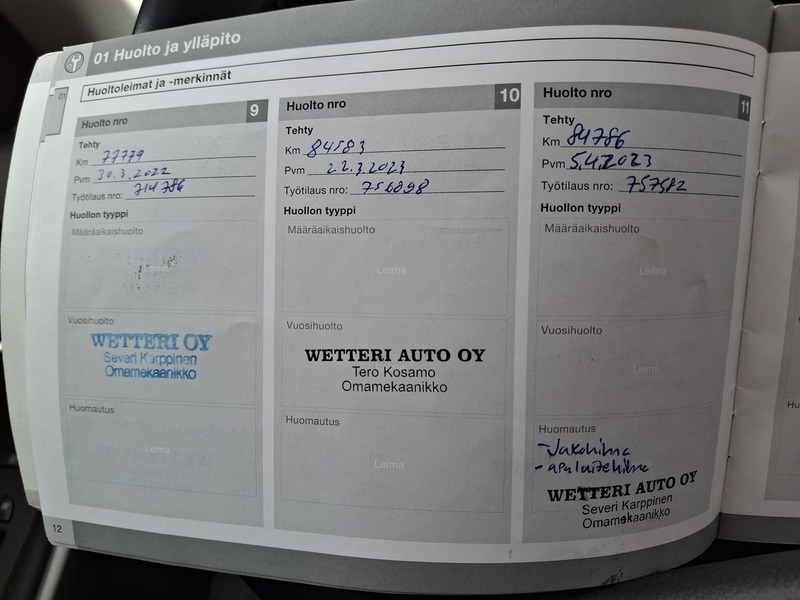 01 Huolto ja ylläpito
01
Huoltoleimat ja -merkinnät
Huolto nro 9
Tehty
Km 77779
Pvm 30.3.2022
Työtilaus nro: 714786
Huollon tyyppi
Määräaikaishuolto
Leima
Vuosihuolto
WETTERI OY
Severi Karppinen
Omamekaanikko
Huomautus
Leima
12
Huolto nro 10
Tehty
Km 84583
Pvm 22.3.2023
Työtilaus nro: 756898
Huollon tyyppi
Määräaikaishuolto
Leima
Vuosihuolto
WETTERI AUTO OY
Tero Kosamo
Omamekaanikko
Huomautus
Leima
Huolto nro 11
Tehty
Km 84786
Pvm 5.4.2023
Työtilaus nro: 757582
Huollon tyyppi
Määräaikaishuolto
Leima
Vuosihuolto
Leima
Huomautus
- Jakohihna
- apulaitehihna
WETTERI AUTO OY
Severi Karppinen
Omamekaanikko